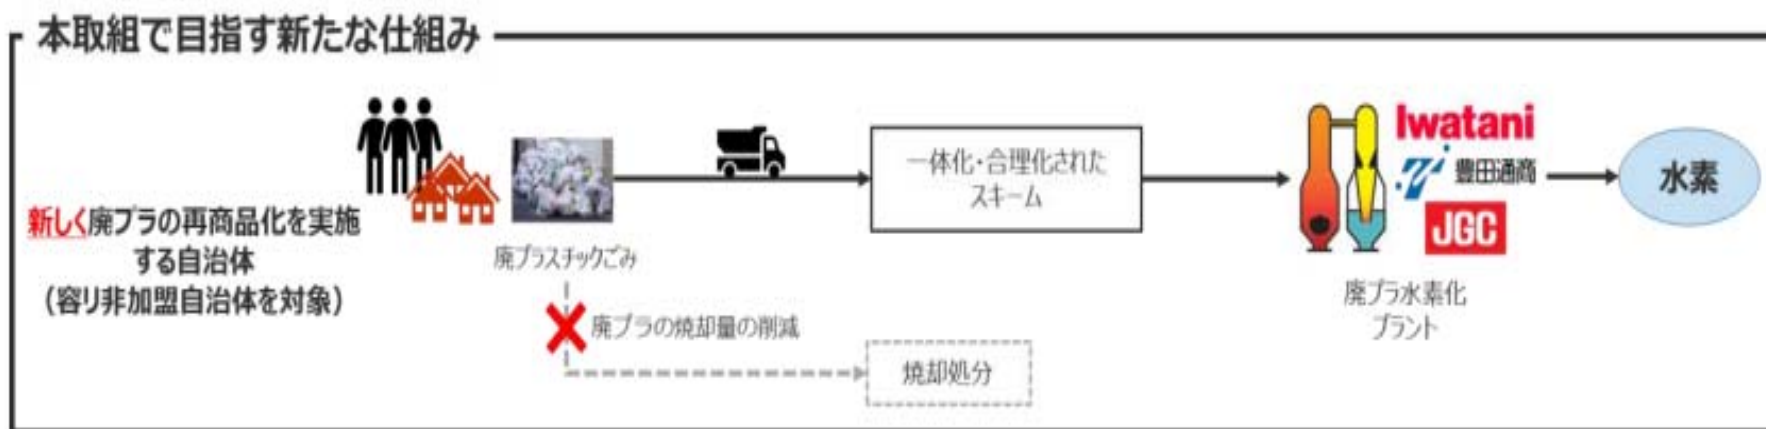 本取組で目指す新たな仕組み
新しく廃プラの再商品化を実施
する自治体
(容リ非加盟自治体を対象)
廃プラスチックごみ
廃プラの焼却量の削減
焼却処分
一体化・合理化された
スキーム
Iwatani
豊田通商
JGC
廃プラ水素化
プラント
水素